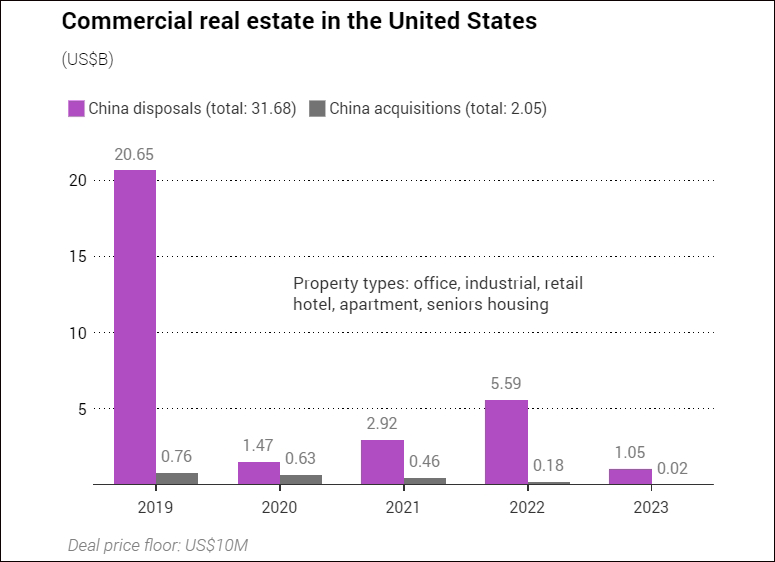 Commercial real estate in the United States
(US$B)
China disposals (total: 31.68) China acquisitions (total: 2.05)
20.65
20
15
Property types: office, industrial, retail
hotel, apartment, seniors housing
10
5.59
5
2.92
1.47
0.76
0.63
0.46
0.18
1.05
0.02
2019 2020 2021 2022 2023
Deal price floor: US$10M